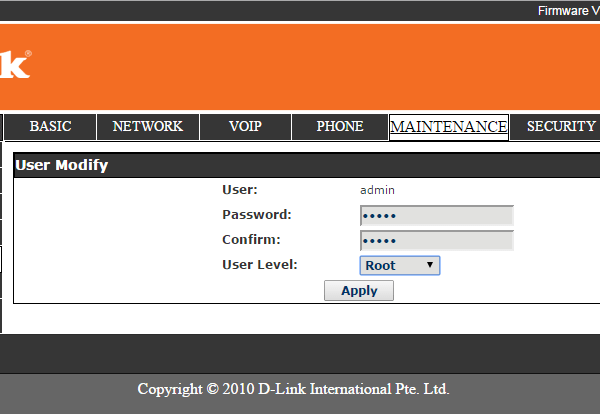 Firmware V
k®
BASIC NETWORK VOIP PHONE MAINTENANCE SECURITY
User Modify
User: admin
Password: •••••
Confirm: •••••
User Level: Root
Apply
Copyright © 2010 D-Link International Pte. Ltd.